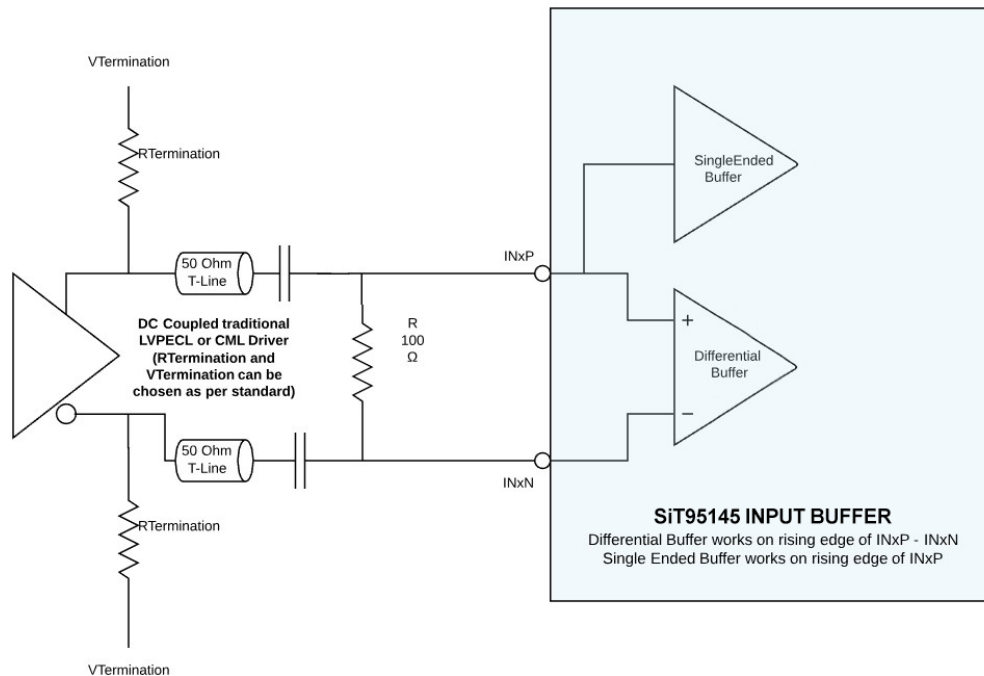 VTermination
RTermination
SingleEnded
Buffer
INxP
50 Ohm
T-Line
DC Coupled traditional
LVPECL or CML Driver
(RTermination and
VTermination can be
chosen as per standard)
R
100
Ω
+
Differential
Buffer
−
50 Ohm
T-Line
INxN
RTermination
SiT95145 INPUT BUFFER
Differential Buffer works on rising edge of INxP - INxN
Single Ended Buffer works on rising edge of INxP
VTermination